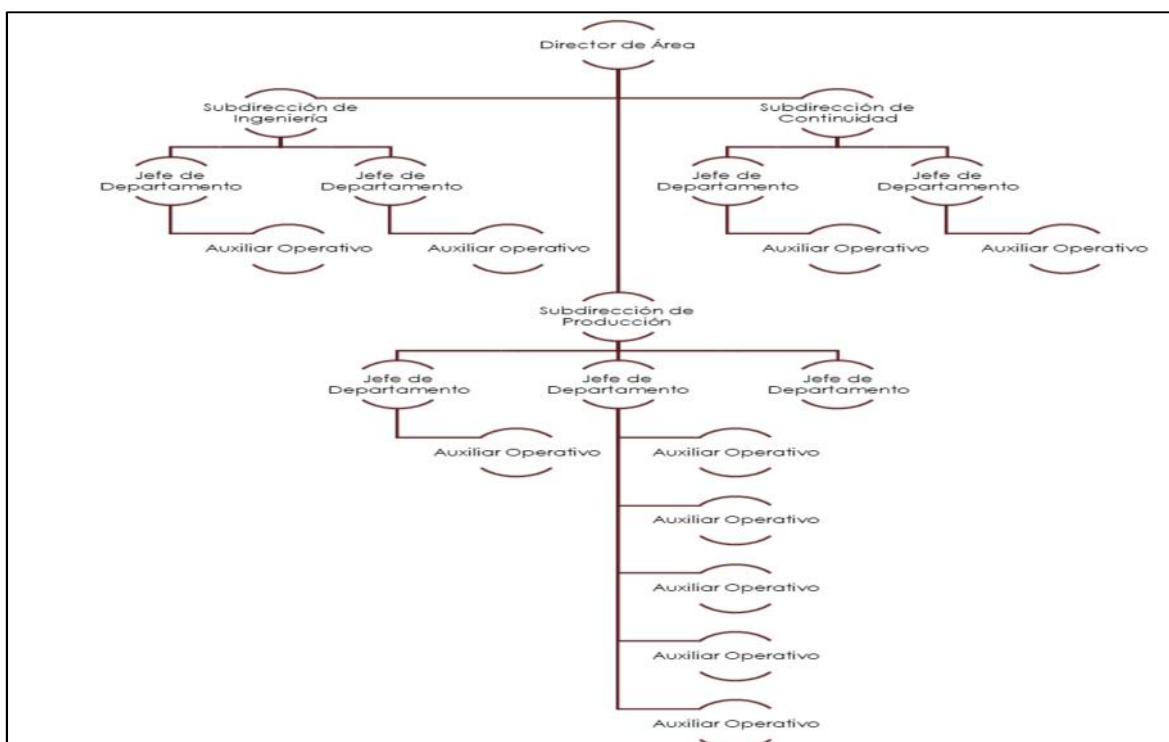 Director de Área
Subdirección de
Ingeniería
Subdirección de
Continuidad
Jefe de
Departamento
Jefe de
Departamento
Jefe de
Departamento
Jefe de
Departamento
Auxiliar Operativo
Auxiliar operativo
Auxiliar Operativo
Auxiliar Operativo
Subdirección de
Producción
Jefe de
Departamento
Jefe de
Departamento
Jefe de
Departamento
Auxiliar Operativo
Auxiliar Operativo
Auxiliar Operativo
Auxiliar Operativo
Auxiliar Operativo
Auxiliar Operativo